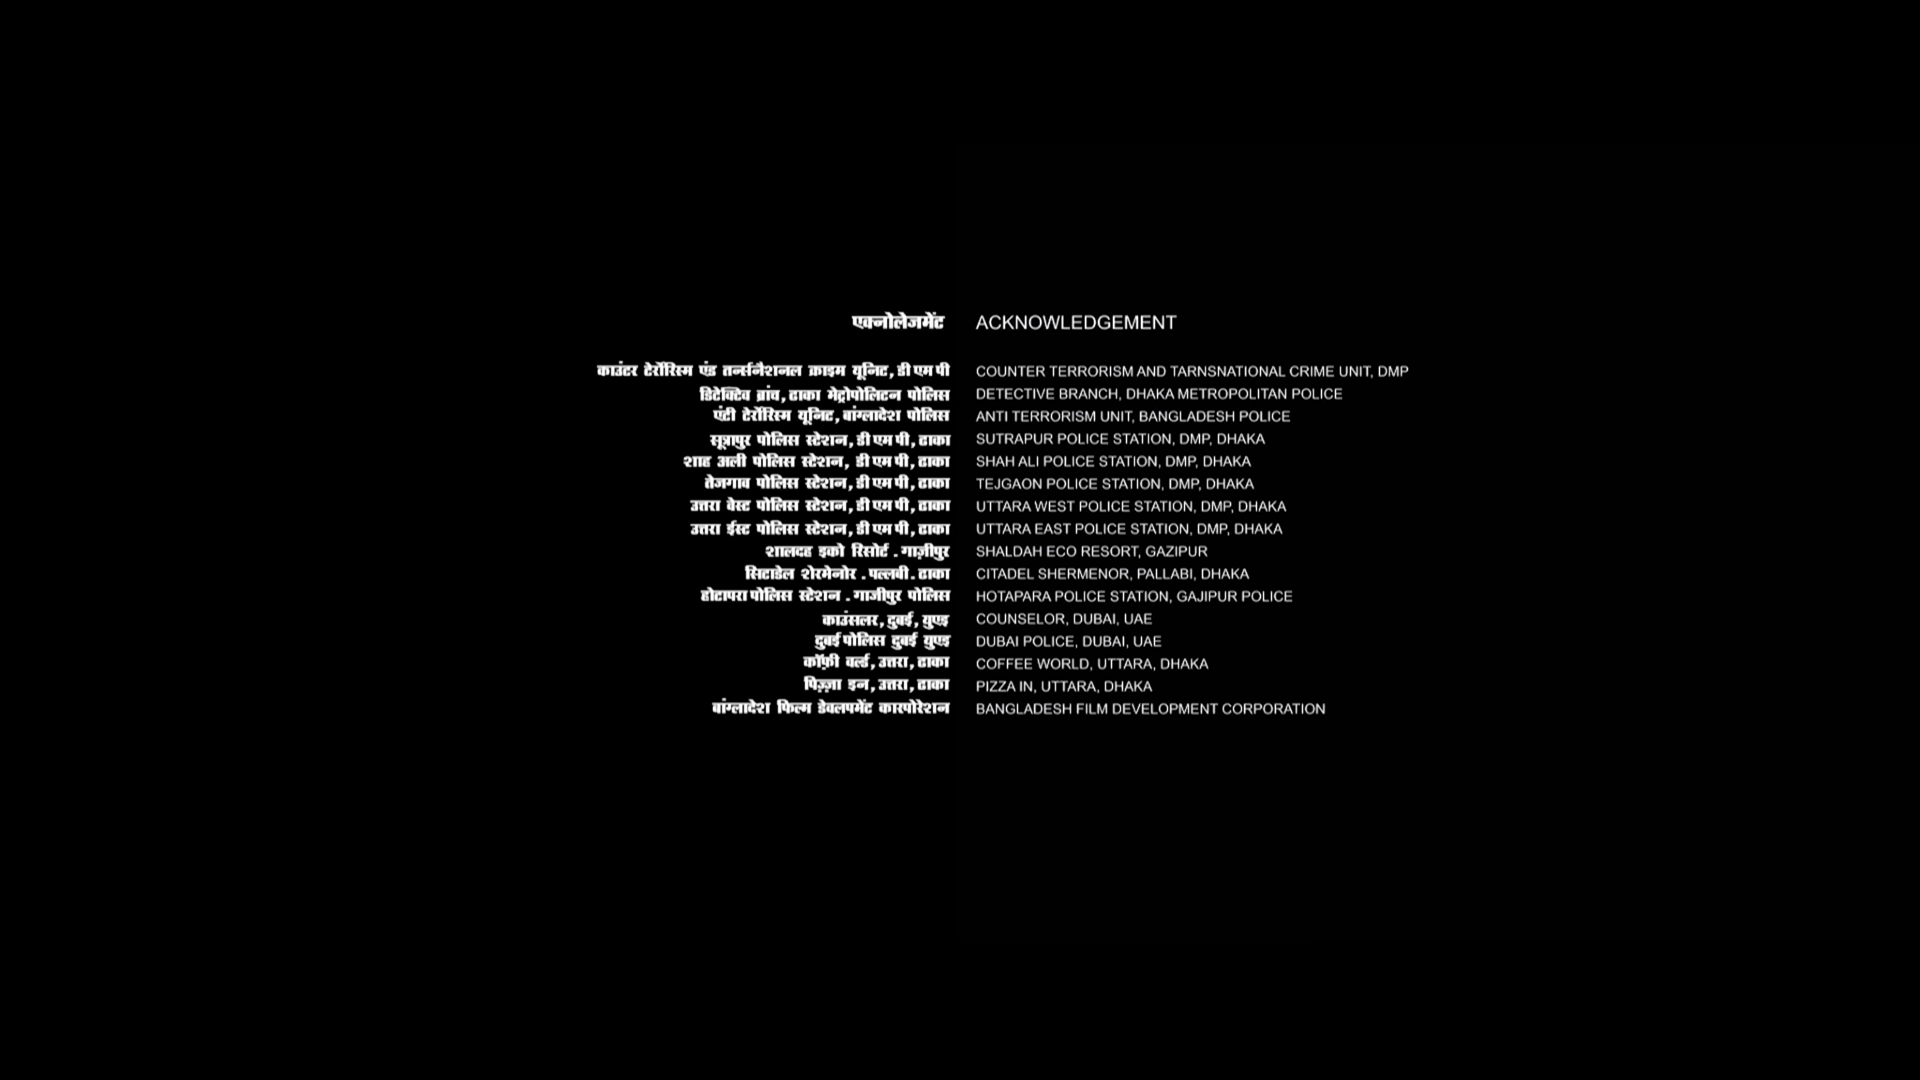 एक्नोलेजमेंट ACKNOWLEDGEMENT
काउंटर टेर्रोरिस्म एंड तर्न्सनैशनल क्राइम यूनिट, डी एम पी COUNTER TERRORISM AND TARNSNATIONAL CRIME UNIT, DMP
डिटेक्टिव ब्रांच, ढाका मेट्रोपोलिटन पोलिस DETECTIVE BRANCH, DHAKA METROPOLITAN POLICE
एंटी टेर्रोरिस्म यूनिट, बांग्लादेश पोलिस ANTI TERRORISM UNIT, BANGLADESH POLICE
सूत्रापुर पोलिस स्टेशन, डी एम पी, ढाका SUTRAPUR POLICE STATION, DMP, DHAKA
शाह अली पोलिस स्टेशन, डी एम पी, ढाका SHAH ALI POLICE STATION, DMP, DHAKA
तेजगाव पोलिस स्टेशन, डी एम पी, ढाका TEJGAON POLICE STATION, DMP, DHAKA
उत्तरा वेस्ट पोलिस स्टेशन, डी एम पी, ढाका UTTARA WEST POLICE STATION, DMP, DHAKA
उत्तरा ईस्ट पोलिस स्टेशन, डी एम पी, ढाका UTTARA EAST POLICE STATION, DMP, DHAKA
शालदह इको रिसोर्ट . गाज़ीपुर SHALDAH ECO RESORT, GAZIPUR
सिटाडेल शेरमेनोर . पल्लबी . ढाका CITADEL SHERMENOR, PALLABI, DHAKA
होटापरा पोलिस स्टेशन . गाजीपुर पोलिस HOTAPARA POLICE STATION, GAJIPUR POLICE
काउंसलर, दुबई, युएइ COUNSELOR, DUBAI, UAE
दुबई पोलिस दुबई युएइ DUBAI POLICE, DUBAI, UAE
कॉफ़ी वर्ल्ड, उत्तरा, ढाका COFFEE WORLD, UTTARA, DHAKA
पिज़्ज़ा इन, उत्तरा, ढाका PIZZA IN, UTTARA, DHAKA
बांग्लादेश फिल्म डेवलपमेंट कारपोरेशन BANGLADESH FILM DEVELOPMENT CORPORATION